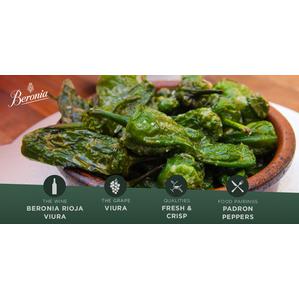 Beronia
THE WINE
BERONIA RIOJA
VIURA
THE GRAPE
VIURA
QUALITIES
FRESH &
CRISP
FOOD PAIRINGS
PADRON
PEPPERS